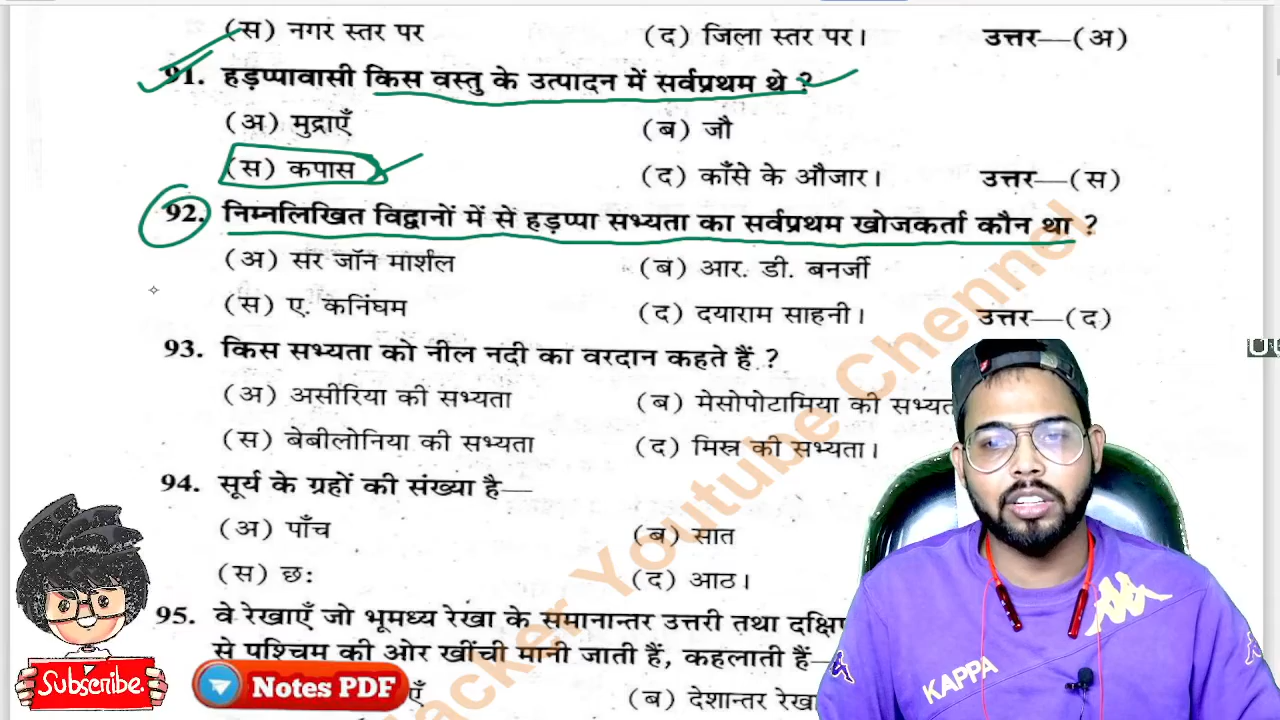 (स) नगर स्तर पर (द) जिला स्तर पर। उत्तर—(अ)
91. हड़प्पावासी किस वस्तु के उत्पादन में सर्वप्रथम थे ?
(अ) मुद्राएँ (ब) जौ
(स) कपास (द) काँसे के औजार। उत्तर—(स)
92. निम्नलिखित विद्वानों में से हड़प्पा सभ्यता का सर्वप्रथम खोजकर्ता कौन था ?
(अ) सर जॉन मार्शल (ब) आर. डी. बनर्जी
(स) ए. कनिंघम (द) दयाराम साहनी। उत्तर—(द)
93. किस सभ्यता को नील नदी का वरदान कहते हैं ?
(अ) असीरिया की सभ्यता (ब) मेसोपोटामिया की
(स) बेबीलोनिया की सभ्यता (द) मिस्र की सभ्यता।
94. सूर्य के ग्रहों की संख्या है—
(अ) पाँच (ब) सात
(स) छः (द) आठ।
95. वे रेखाएँ जो भूमध्य रेखा के समानान्तर उत्तरी तथा
से पश्चिम की ओर खींची मानी जाती हैं, कहलाती हैं—
(ब) देशान्तर
Youtube Chennel
Subscribe.
Notes PDF
KAPPA